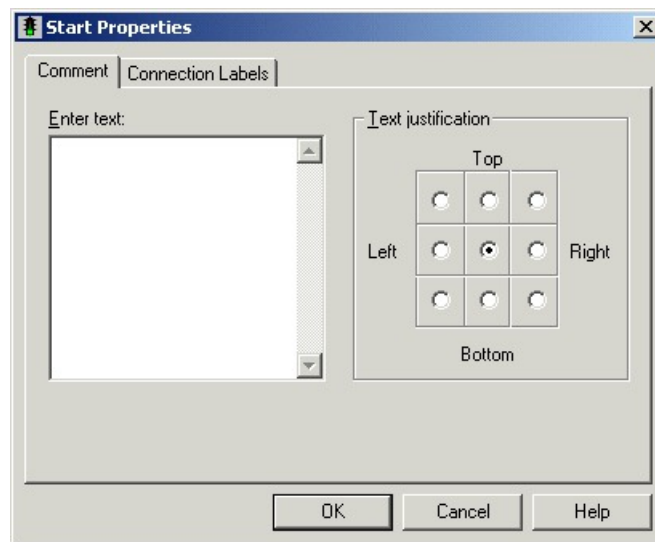 Start Properties
Comment
Connection Labels
Enter text:
Text justification
Top
Left
Right
Bottom
OK
Cancel
Help